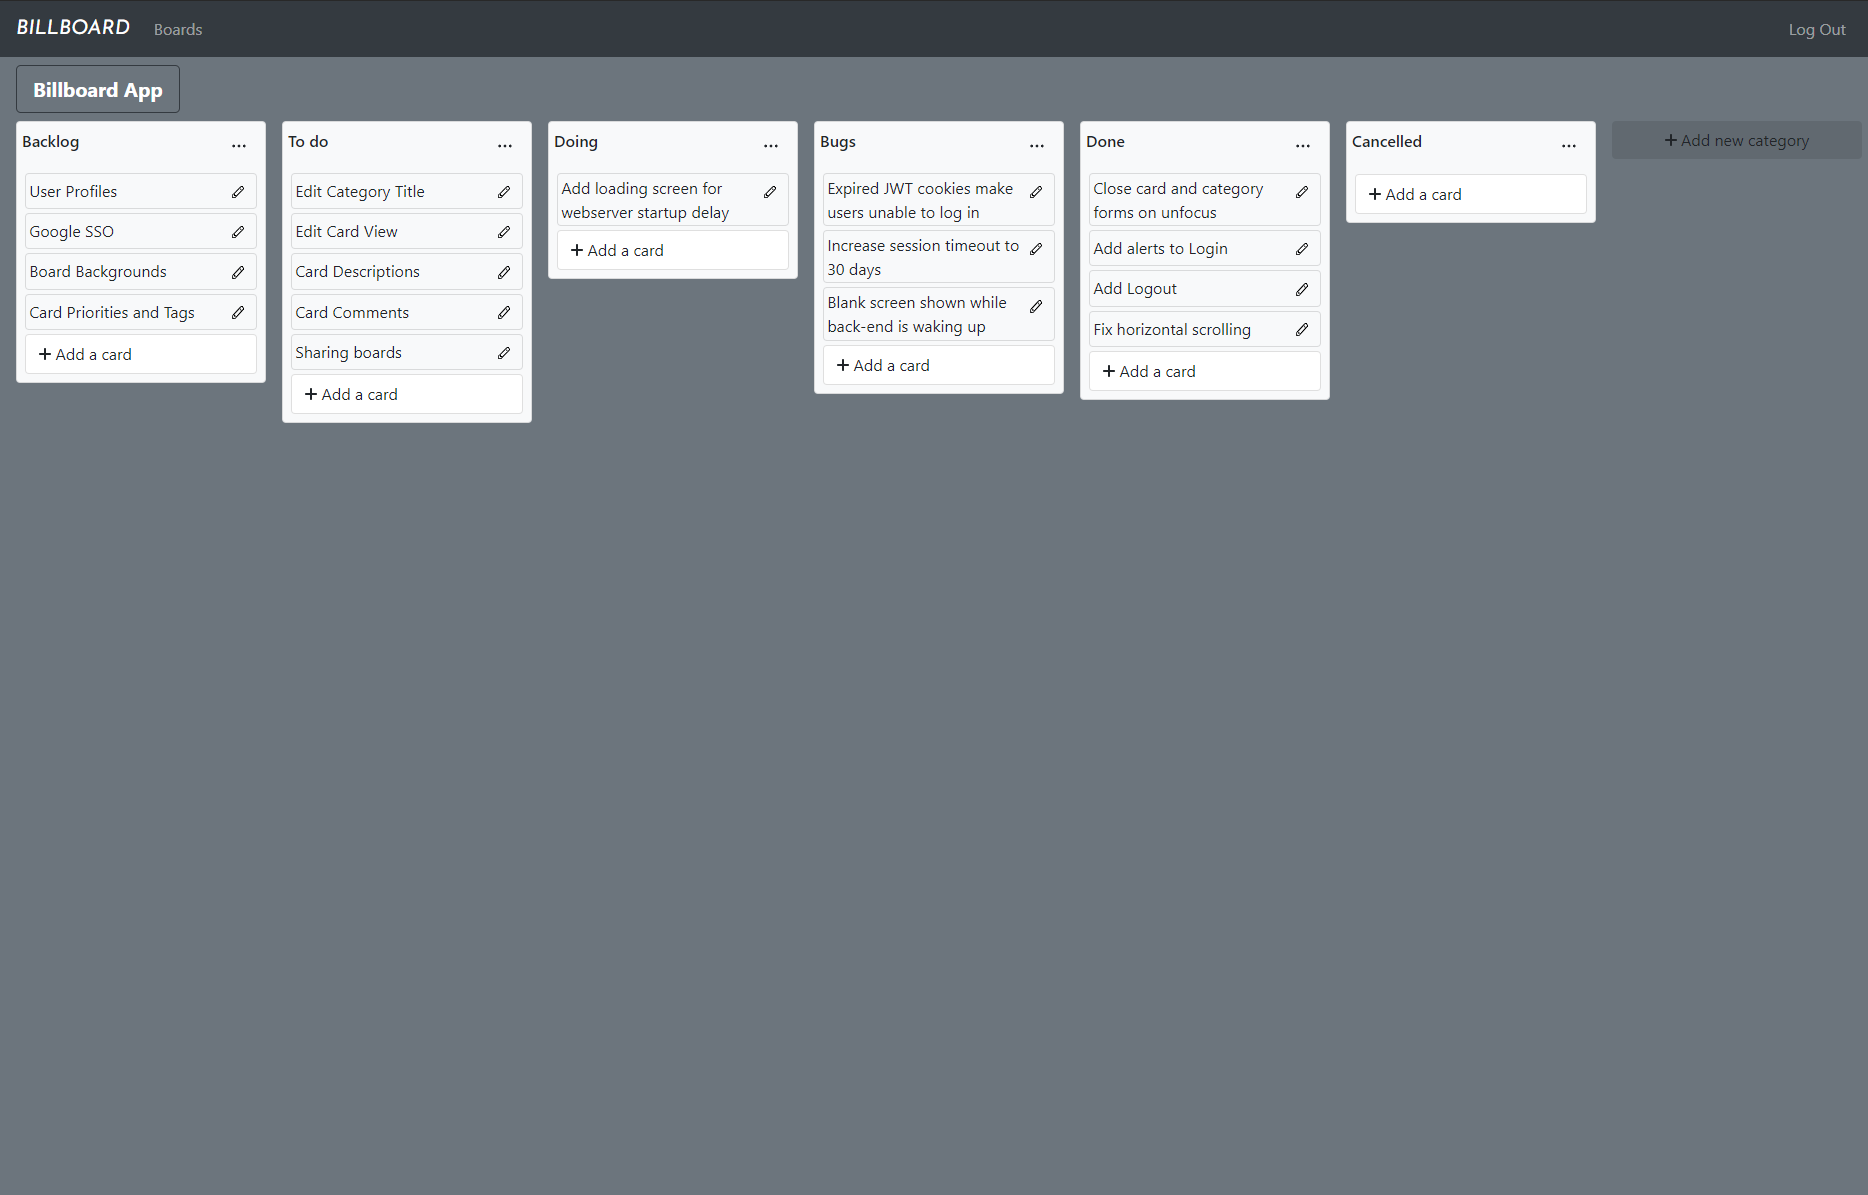 BILLBOARD
Boards
Log Out
Billboard App
Backlog
...
User Profiles
Google SSO
Board Backgrounds
Card Priorities and Tags
+ Add a card
To do
...
Edit Category Title
Edit Card View
Card Descriptions
Card Comments
Sharing boards
+ Add a card
Doing
...
Add loading screen for
webserver startup delay
+ Add a card
Bugs
...
Expired JWT cookies make
users unable to log in
Increase session timeout to
30 days
Blank screen shown while
back-end is waking up
+ Add a card
Done
...
Close card and category
forms on unfocus
Add alerts to Login
Add Logout
Fix horizontal scrolling
+ Add a card
Cancelled
...
+ Add a card
+ Add new category